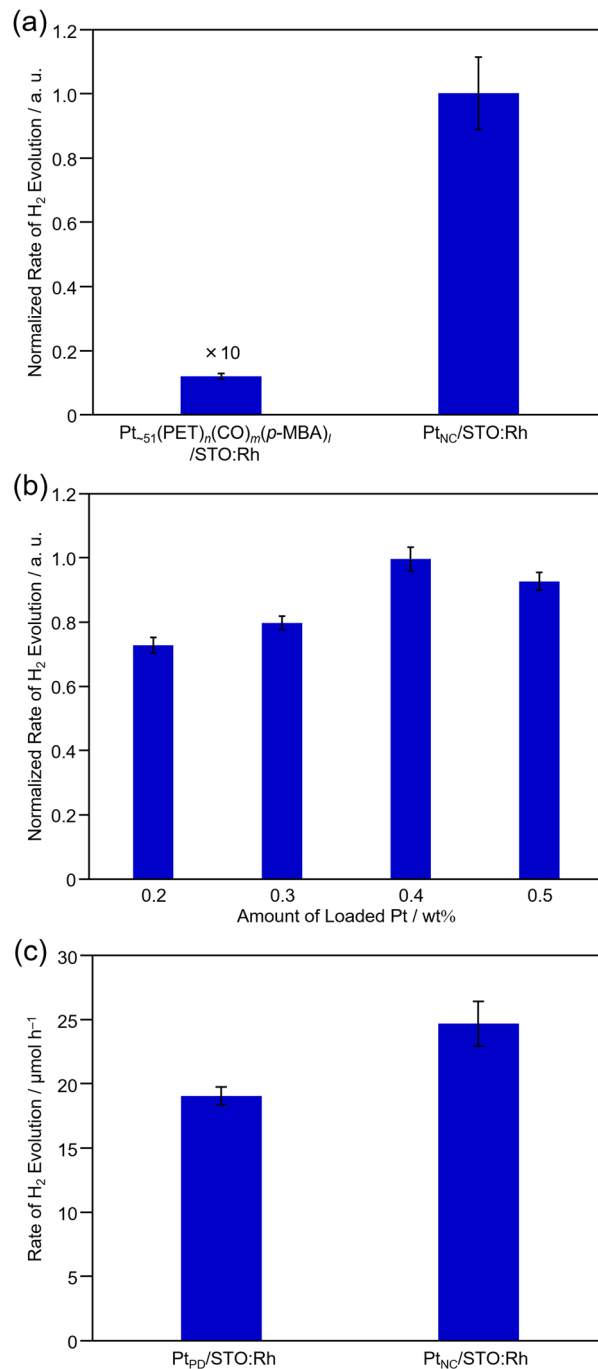 (a)
Normalized Rate of H₂ Evolution / a. u.
1.2
1.0
0.8
0.6
0.4
0.2
0
×10
Pt~51(PET)n(CO)m(p-MBA)l
/STO:Rh
PtNC/STO:Rh
(b)
Normalized Rate of H₂ Evolution / a. u.
1.2
1.0
0.8
0.6
0.4
0.2
0
0.2 0.3 0.4 0.5
Amount of Loaded Pt / wt%
(c)
Rate of H₂ Evolution / μmol h⁻¹
30
25
20
15
10
5
0
PtPD/STO:Rh
PtNC/STO:Rh